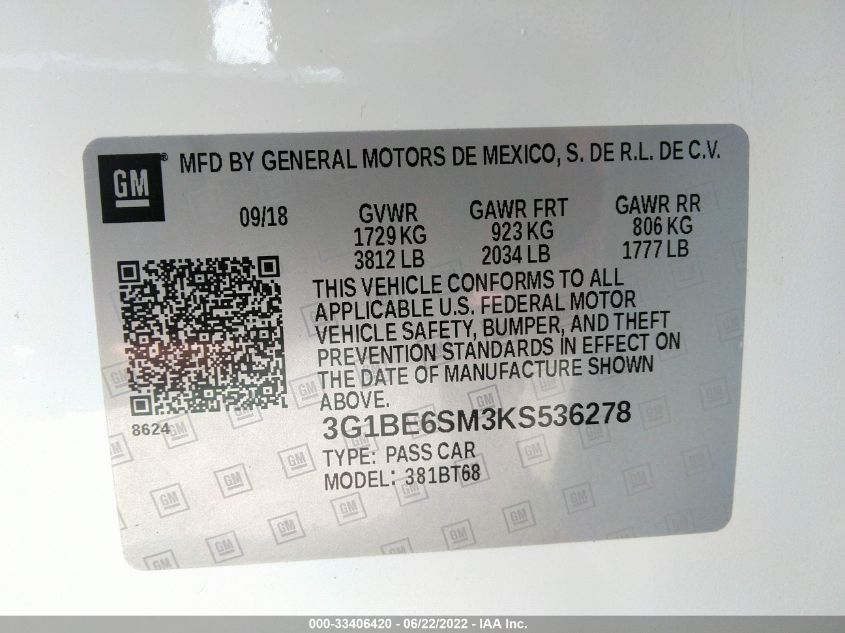 GM® MFD BY GENERAL MOTORS DE MEXICO, S. DE R.L. DE C.V.
09/18 GVWR GAWR FRT GAWR RR
1729 KG 923 KG 806 KG
3812 LB 2034 LB 1777 LB
THIS VEHICLE CONFORMS TO ALL
APPLICABLE U.S. FEDERAL MOTOR
VEHICLE SAFETY, BUMPER, AND THEFT
PREVENTION STANDARDS IN EFFECT ON
THE DATE OF MANUFACTURE SHOWN
ABOVE.
8624 3G1BE6SM3KS536278
TYPE: PASS CAR
MODEL: 381BT68
000-33406420 - 06/22/2022 - IAA Inc.